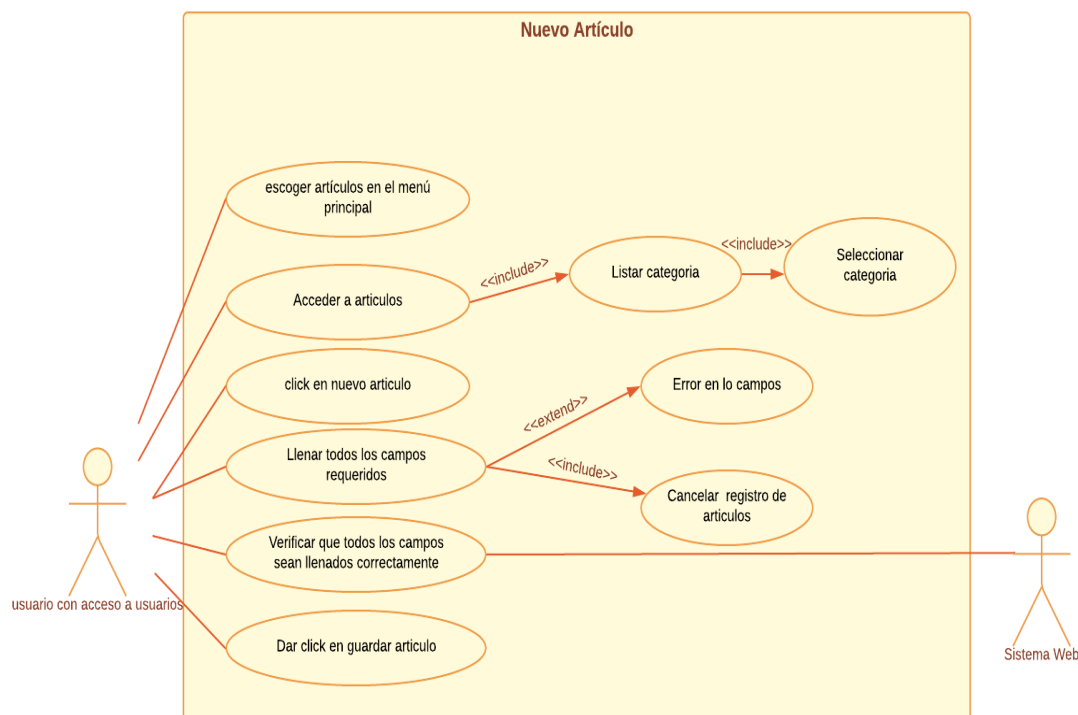 Nuevo Artículo
escoger artículos en el menú
principal
Acceder a articulos
<<include>>
Listar categoria
<<include>>
Seleccionar
categoria
click en nuevo articulo
Llenar todos los campos
requeridos
<<extend>>
Error en lo campos
<<include>>
Cancelar registro de
articulos
Verificar que todos los campos
sean llenados correctamente
Dar click en guardar articulo
usuario con acceso a usuarios
Sistema Web